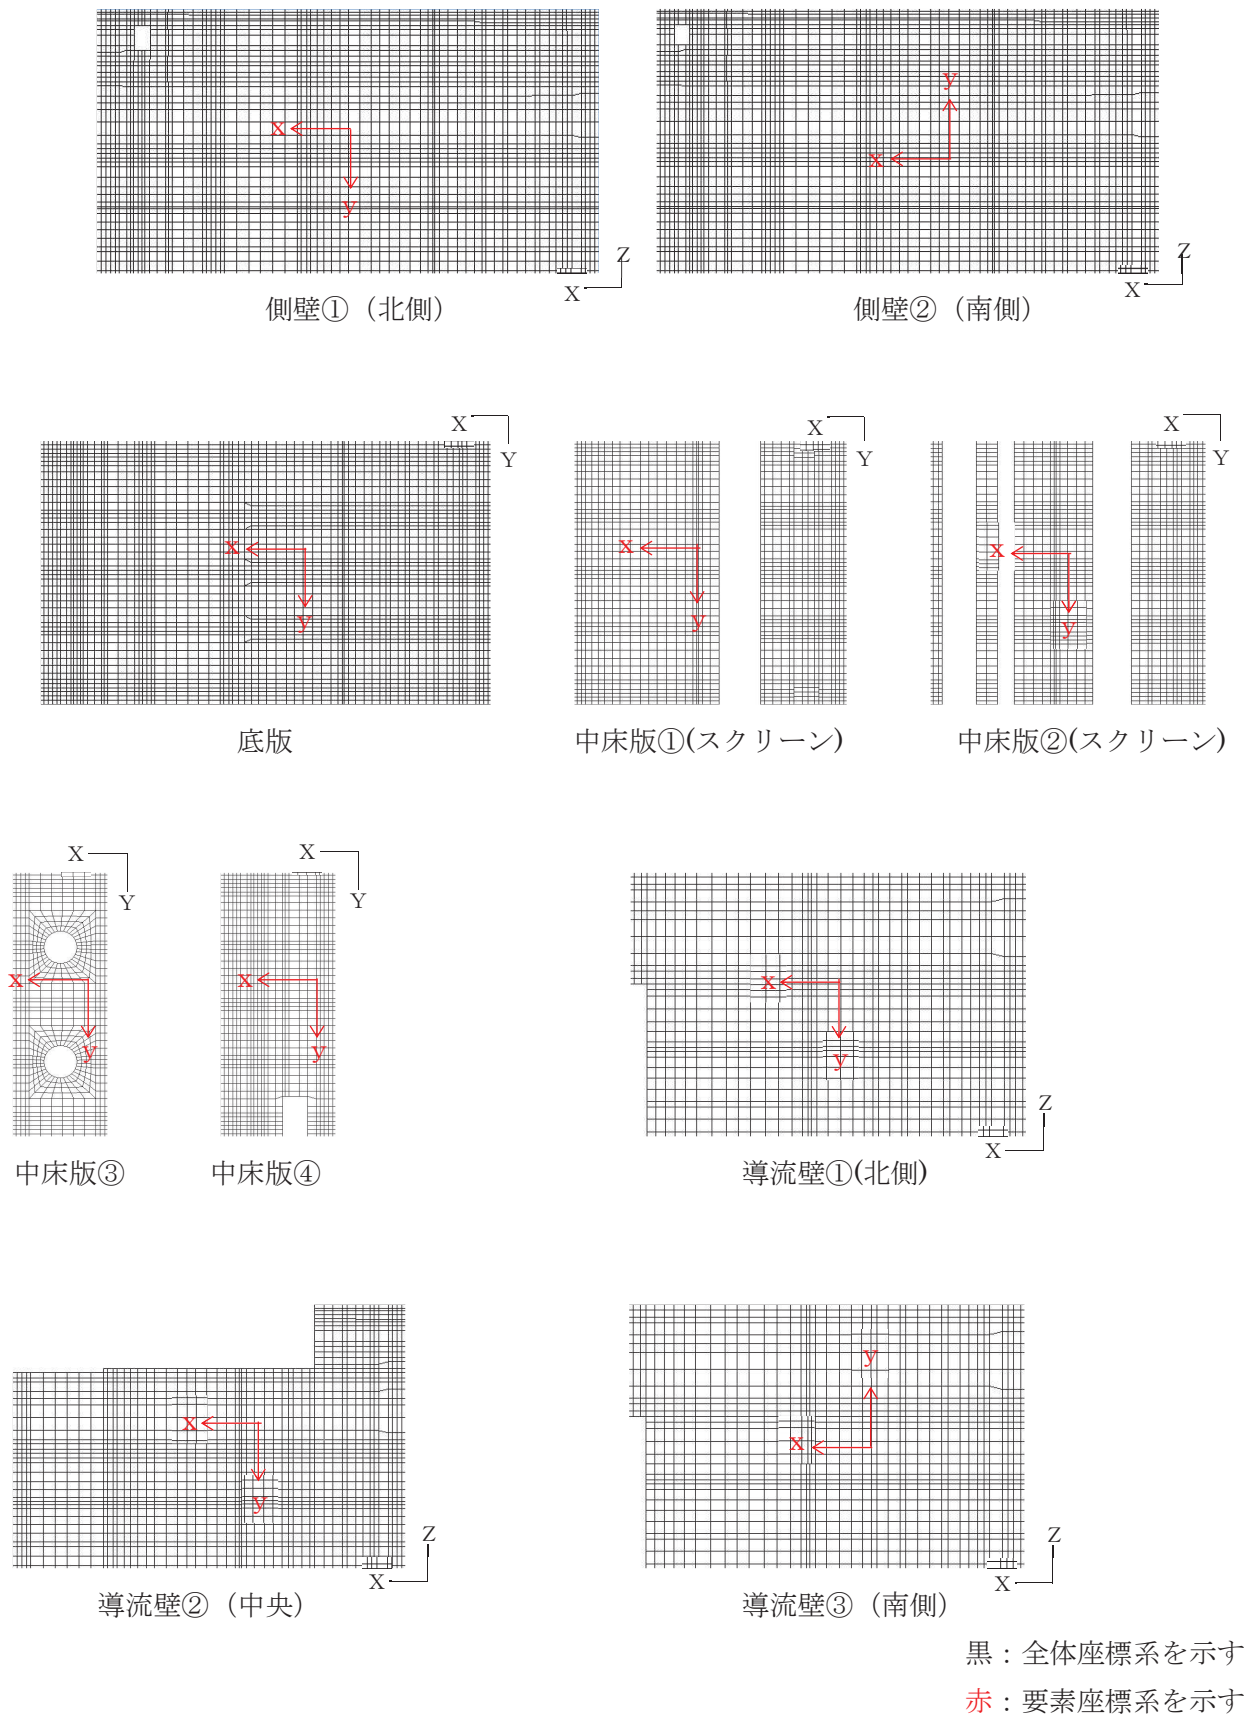 x
y
Z
X
側壁①（北側）
y
x
Z
X
側壁②（南側）
X
Y
x
y
底版
X
Y
x
y
中床版①(スクリーン)
X
Y
x
y
中床版②(スクリーン)
X
Y
x
y
中床版③
X
Y
x
y
中床版④
x
y
Z
X
導流壁①(北側)
x
y
Z
X
導流壁②（中央）
y
x
Z
X
導流壁③（南側）
黒：全体座標系を示す
赤：要素座標系を示す